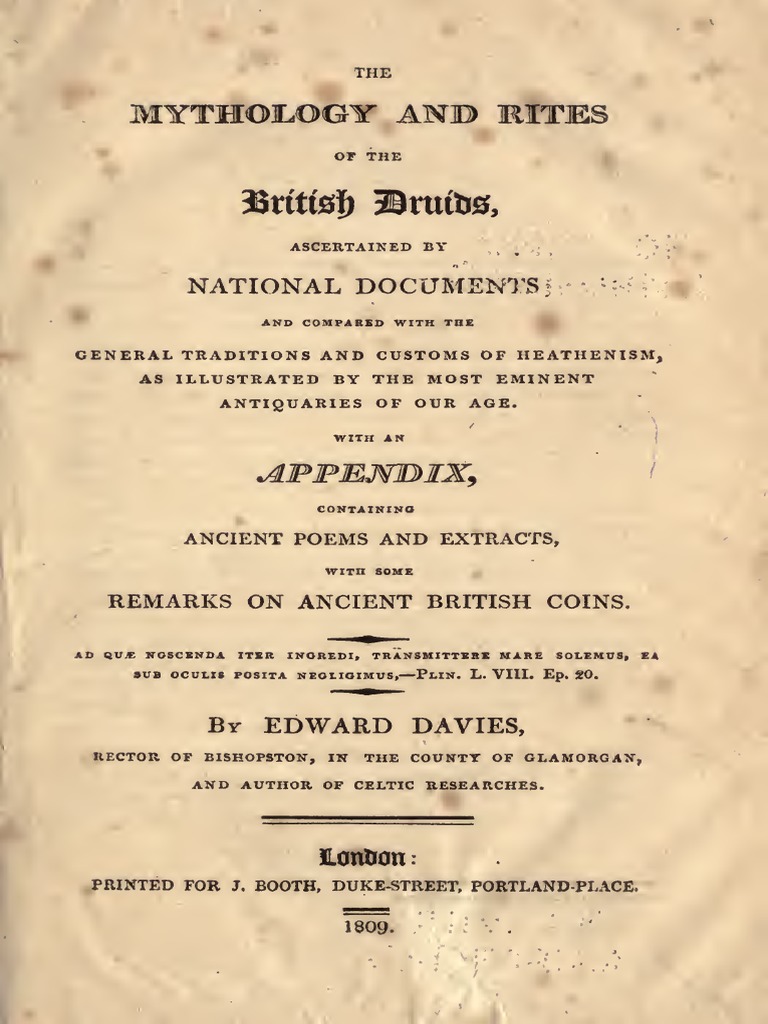 THE
MYTHOLOGY AND RITES
OF THE
British Druids,
ASCERTAINED BY
NATIONAL DOCUMENTS;
AND COMPARED WITH THE
GENERAL TRADITIONS AND CUSTOMS OF HEATHENISM,
AS ILLUSTRATED BY THE MOST EMINENT
ANTIQUARIES OF OUR AGE.
WITH AN
APPENDIX,
CONTAINING
ANCIENT POEMS AND EXTRACTS,
WITH SOME
REMARKS ON ANCIENT BRITISH COINS.
AD QUÆ NOSCENDA ITER INGREDI, TRANSMITTERE MARE SOLEMUS, EA
SUB OCULIS POSITA NEGLIGIMUS,—PLIN. L. VIII. Ep. 20.
By EDWARD DAVIES,
RECTOR OF BISHOPSTON, IN THE COUNTY OF GLAMORGAN,
AND AUTHOR OF CELTIC RESEARCHES.
London:
PRINTED FOR J. BOOTH, DUKE-STREET, PORTLAND-PLACE.
1809.